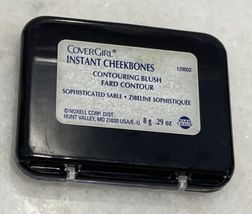 COVERGIRL®
INSTANT CHEEKBONES
129002
CONTOURING BLUSH
FARD CONTOUR
SOPHISTICATED SABLE • ZIBELINE SOPHISTIQUÉE
© NOXELL CORP. DIST.
HUNT VALLEY, MD 21030 USA/E.-U. 8 g .29 oz